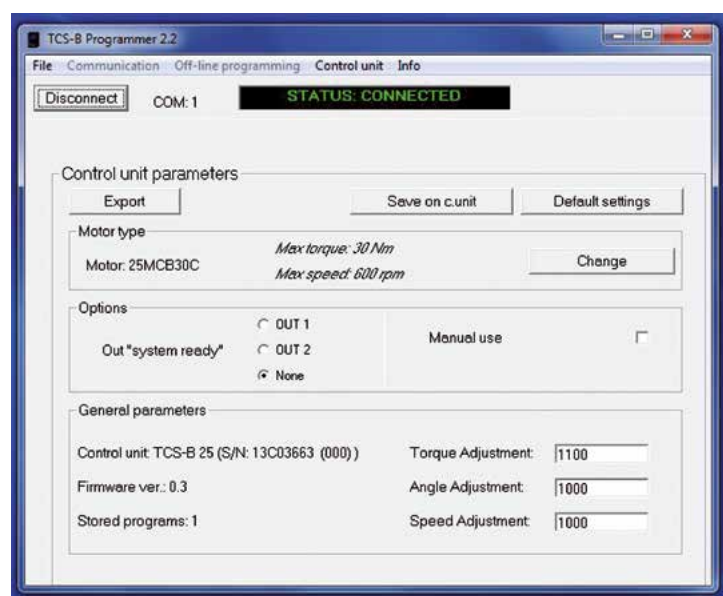 TCS-B Programmer 2.2
File Communication Off-line programming Control unit Info
Disconnect COM: 1 STATUS: CONNECTED
Control unit parameters
Export Save on c.unit Default settings
Motor type
Motor: 25MCB30C Max torque: 30 Nm Change
Max speed: 600 rpm
Options
Out "system ready" OUT 1 Manual use
OUT 2
None
General parameters
Control unit: TCS-B 25 (S/N: 13C03663 (000) ) Torque Adjustment: 1100
Firmware ver.: 0.3 Angle Adjustment: 1000
Stored programs: 1 Speed Adjustment: 1000